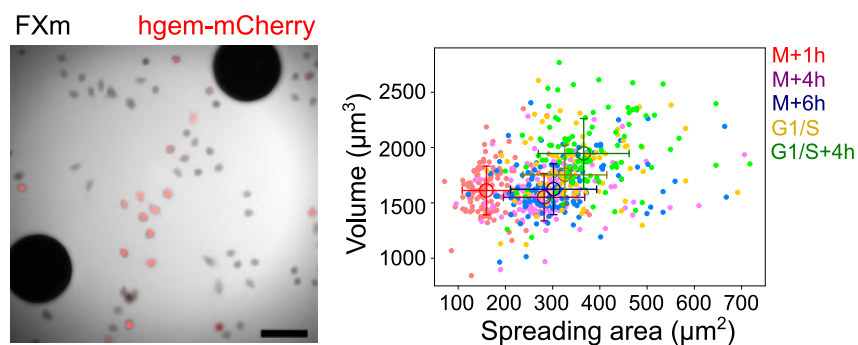 FXm hgem-mCherry
M+1h
M+4h
M+6h
G1/S
G1/S+4h
Volume (μm³)
2500
2000
1500
1000
100 200 300 400 500 600 700
Spreading area (μm²)